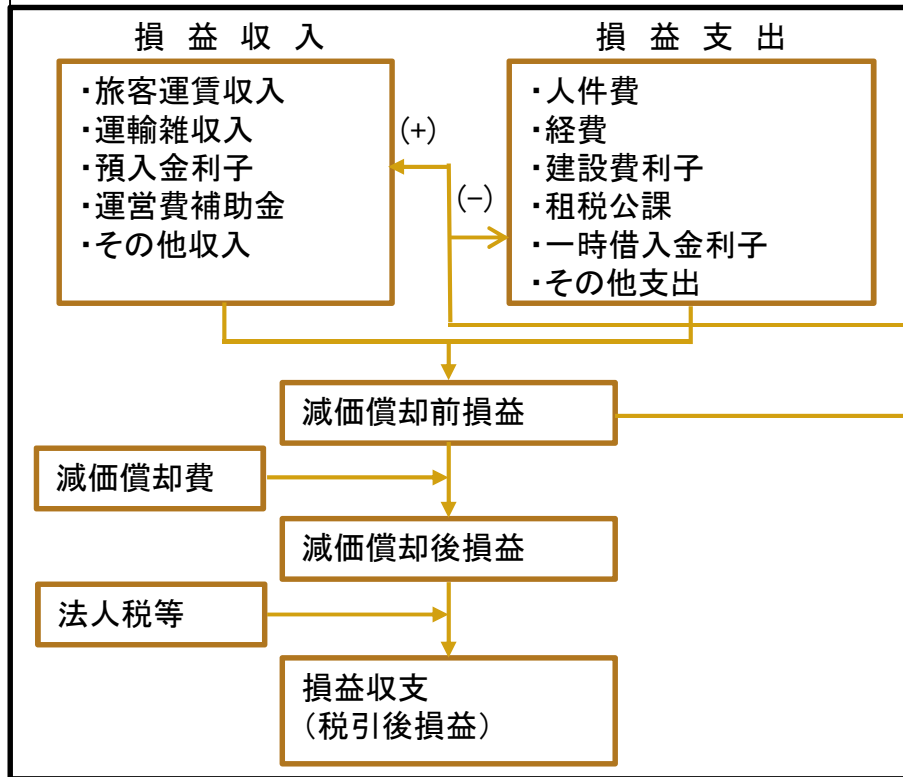 損益収入
・旅客運賃収入
・運輸雑収入
・預入金利子
・運営費補助金
・その他収入
(+)
(−)
損益支出
・人件費
・経費
・建設費利子
・租税公課
・一時借入金利子
・その他支出
減価償却前損益
減価償却費
減価償却後損益
法人税等
損益収支
（税引後損益）